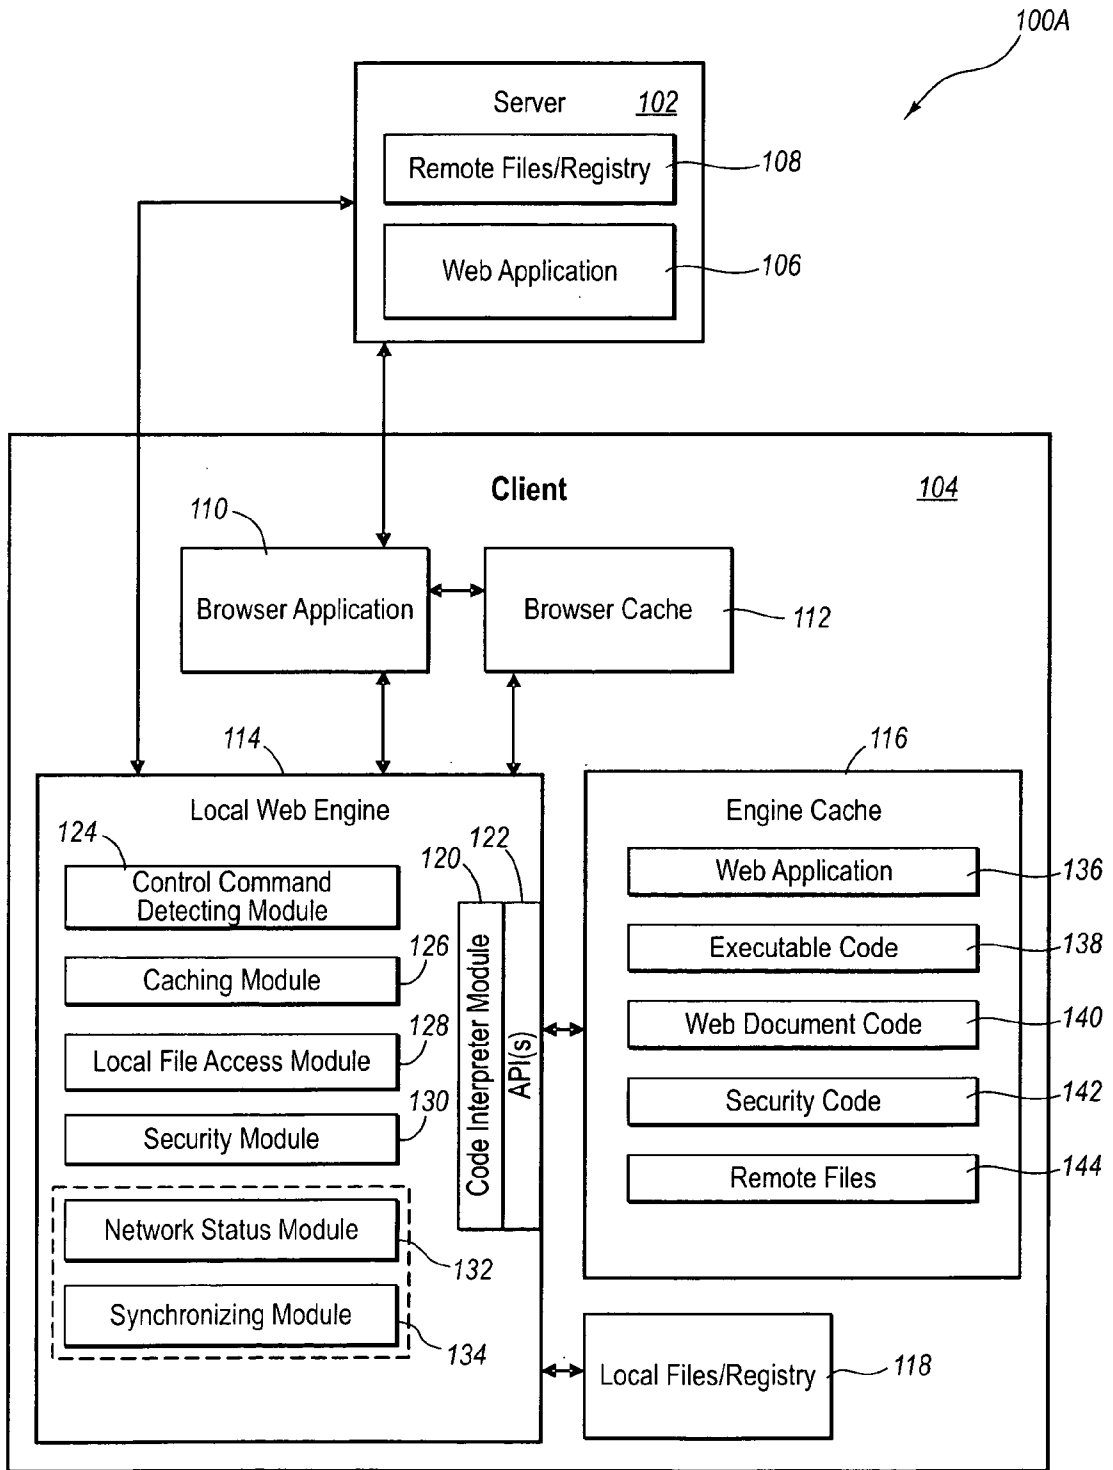 100A
Server 102
Remote Files/Registry 108
Web Application 106
Client 104
110
Browser Application
Browser Cache 112
114
Local Web Engine
124
Control Command
Detecting Module
Caching Module 126
Local File Access Module 128
Security Module 130
Network Status Module 132
Synchronizing Module 134
120
Code Interpreter Module
122
API(s)
116
Engine Cache
Web Application 136
Executable Code 138
Web Document Code 140
Security Code 142
Remote Files 144
Local Files/Registry 118